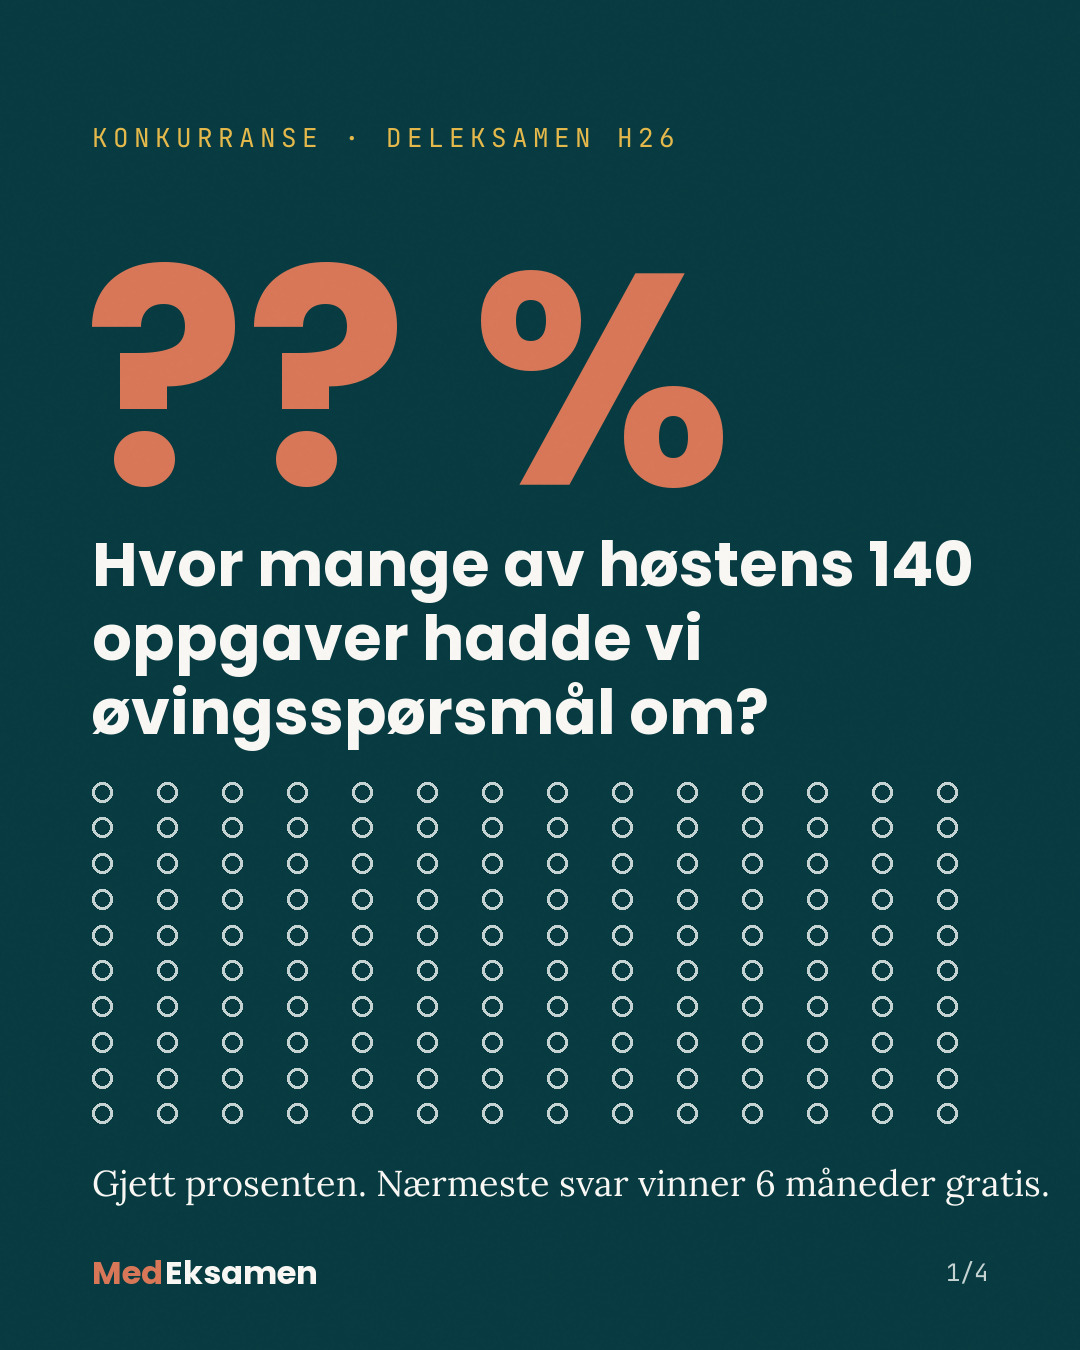 KONKURRANSE · DELEKSAMEN H26
?? %
Hvor mange av høstens 140
oppgaver hadde vi
øvingsspørsmål om?
Gjett prosenten. Nærmeste svar vinner 6 måneder gratis.
MedEksamen
1/4